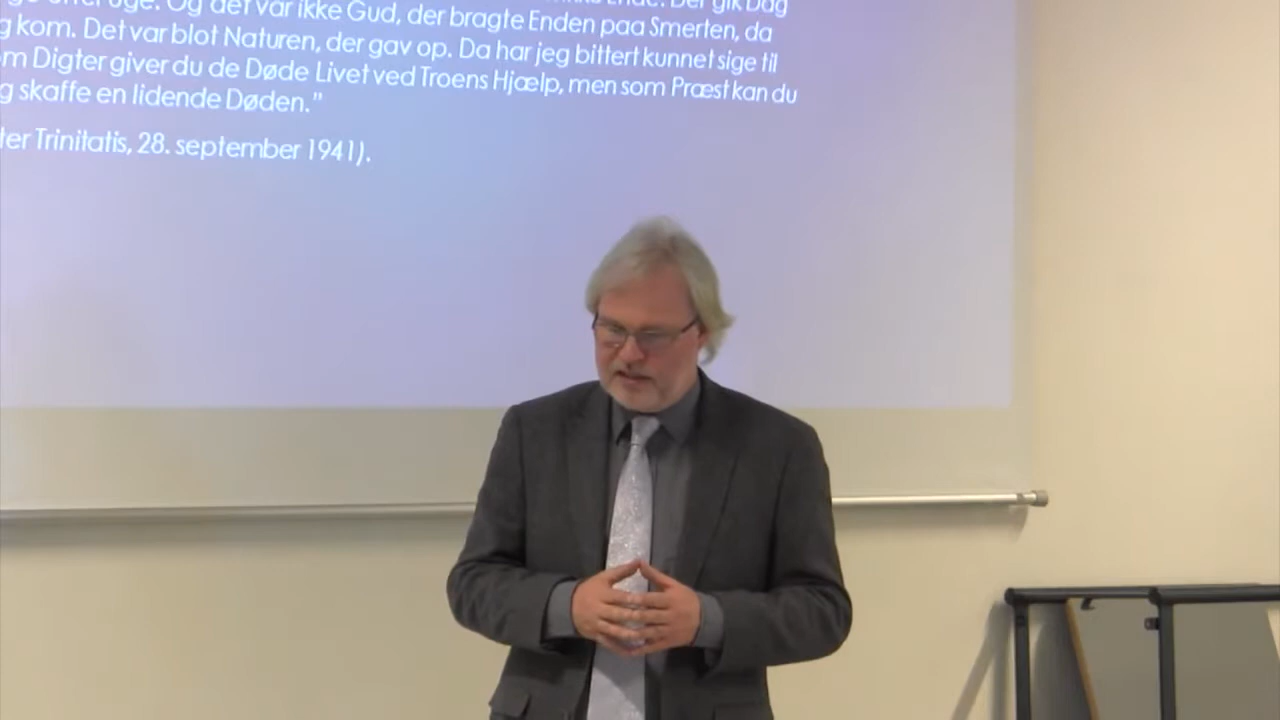 efter Uge. Og det var ikke Gud, der bragte Enden paa Smerten, da
g kom. Det var blot Naturen, der gav op. Da har jeg bittert kunnet sige til
m Digter giver du de Døde Livet ved Troens Hjælp, men som Præst kan du
g skaffe en lidende Døden."
ter Trinitatis, 28. september 1941).